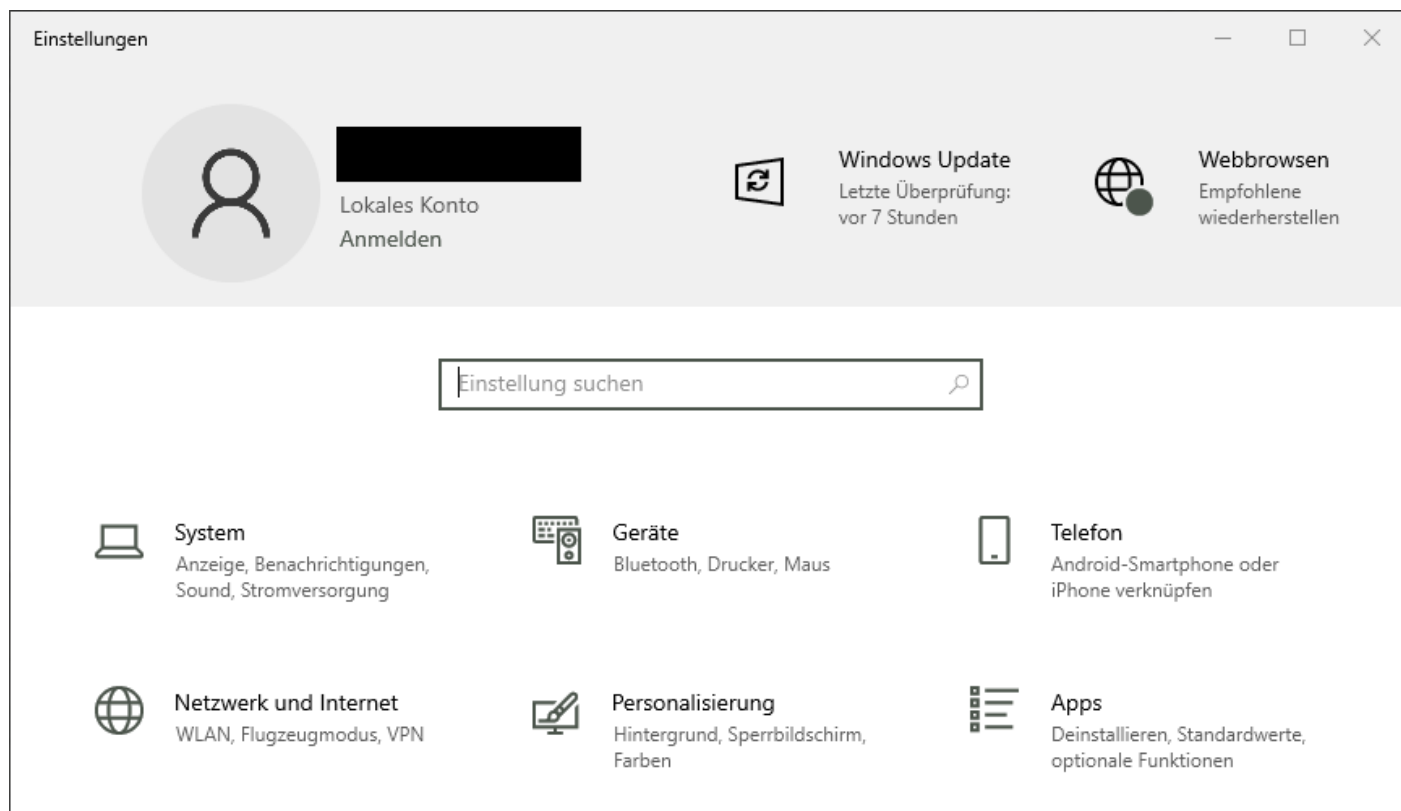 Einstellungen
Lokales Konto
Anmelden
Windows Update
Letzte Überprüfung:
vor 7 Stunden
Webbrowsen
Empfohlene
wiederherstellen
Einstellung suchen
System
Anzeige, Benachrichtigungen,
Sound, Stromversorgung
Geräte
Bluetooth, Drucker, Maus
Telefon
Android-Smartphone oder
iPhone verknüpfen
Netzwerk und Internet
WLAN, Flugzeugmodus, VPN
Personalisierung
Hintergrund, Sperrbildschirm,
Farben
Apps
Deinstallieren, Standardwerte,
optionale Funktionen